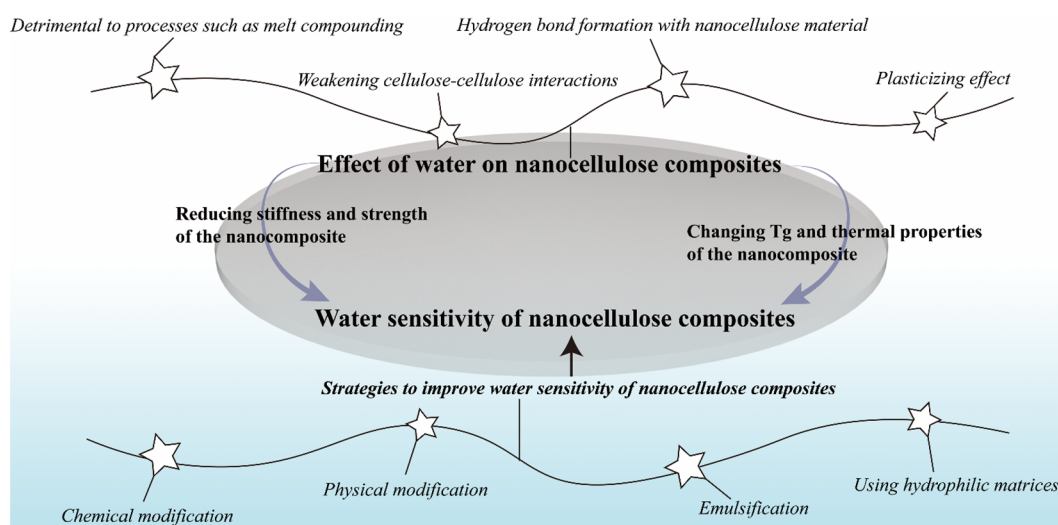 Detrimental to processes such as melt compounding
Hydrogen bond formation with nanocellulose material
Weakening cellulose-cellulose interactions
Plasticizing effect
Effect of water on nanocellulose composites
Reducing stiffness and strength
of the nanocomposite
Changing Tg and thermal properties
of the nanocomposite
Water sensitivity of nanocellulose composites
Strategies to improve water sensitivity of nanocellulose composites
Chemical modification
Physical modification
Emulsification
Using hydrophilic matrices